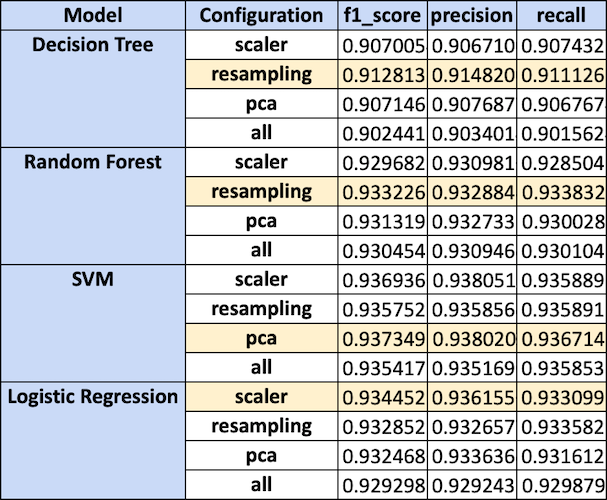 Model Configuration f1_score precision recall
Decision Tree scaler 0.907005 0.906710 0.907432
resampling 0.912813 0.914820 0.911126
pca 0.907146 0.907687 0.906767
all 0.902441 0.903401 0.901562
Random Forest scaler 0.929682 0.930981 0.928504
resampling 0.933226 0.932884 0.933832
pca 0.931319 0.932733 0.930028
all 0.930454 0.930946 0.930104
SVM scaler 0.936936 0.938051 0.935889
resampling 0.935752 0.935856 0.935891
pca 0.937349 0.938020 0.936714
all 0.935417 0.935169 0.935853
Logistic Regression scaler 0.934452 0.936155 0.933099
resampling 0.932852 0.932657 0.933582
pca 0.932468 0.933636 0.931612
all 0.929298 0.929243 0.929879